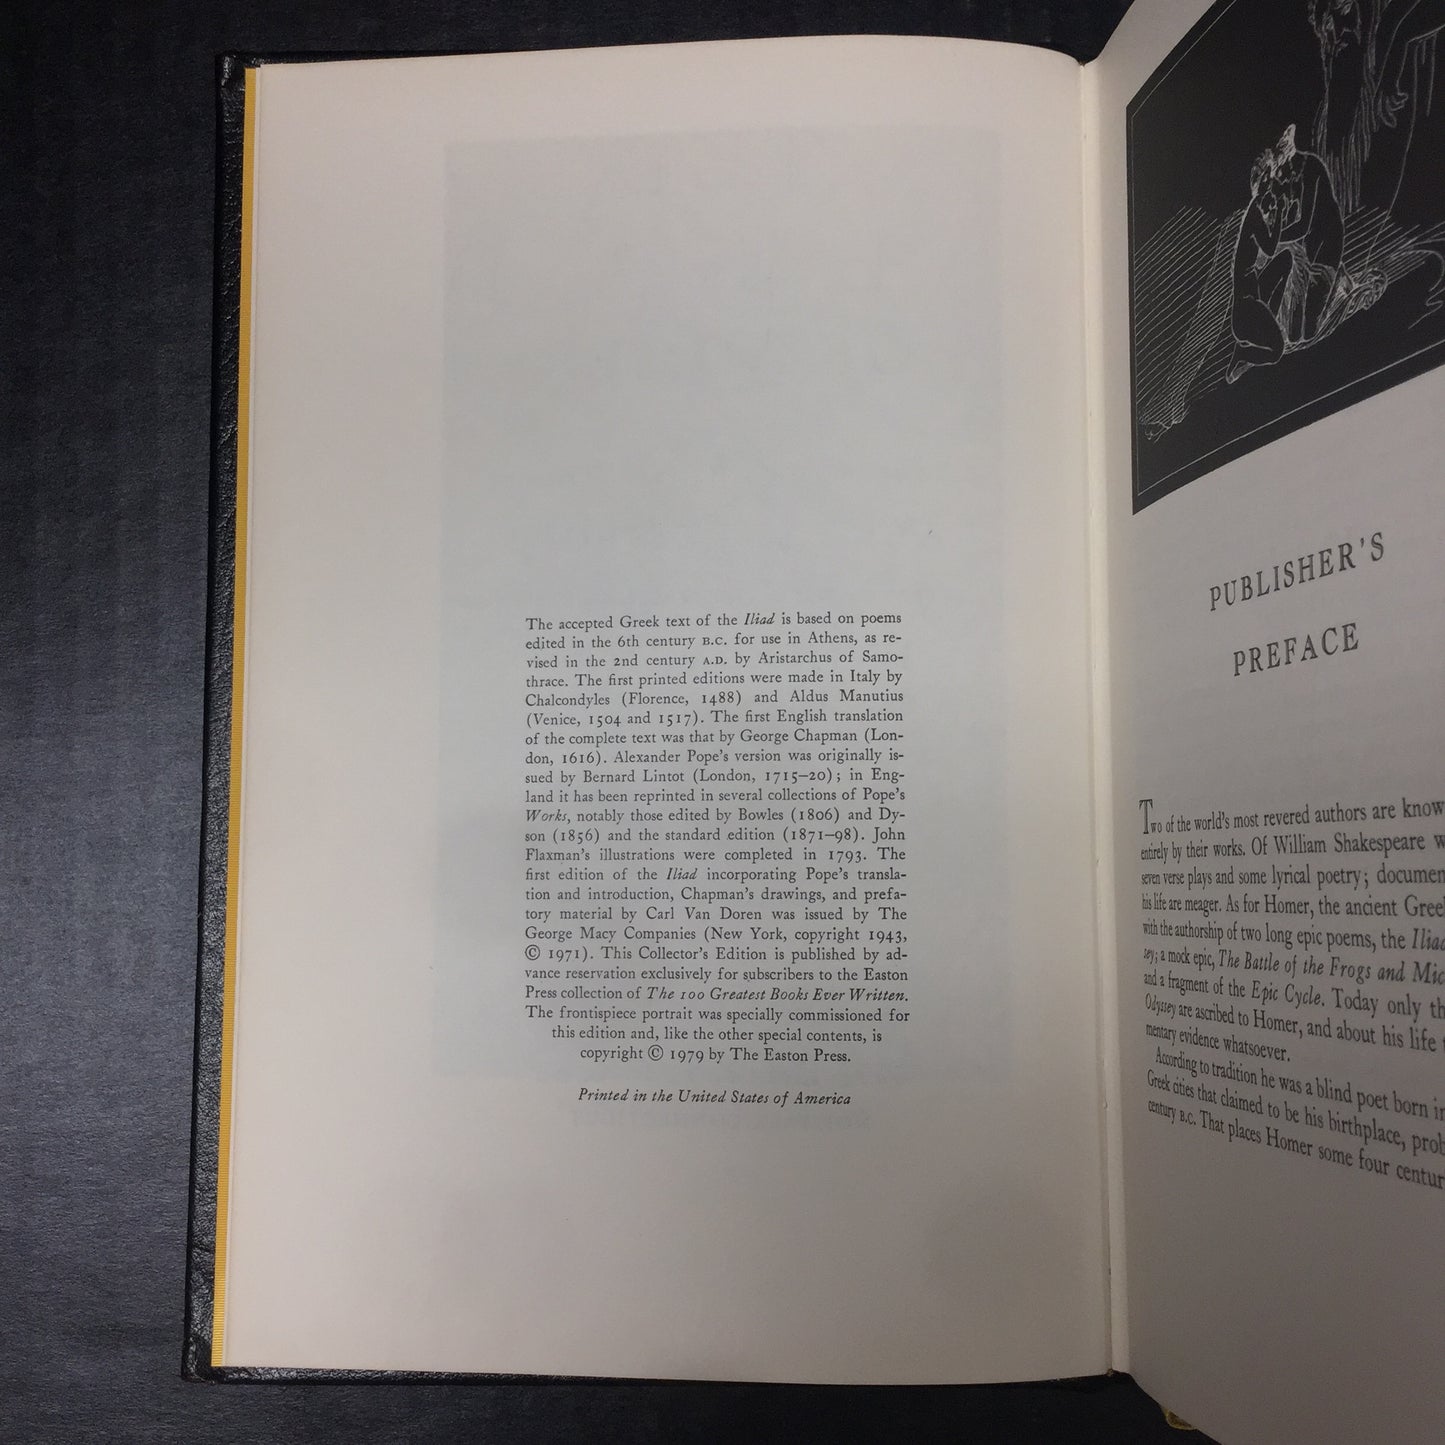 The accepted Greek text of the Iliad is based on poems
edited in the 6th century B.C. for use in Athens, as re-
vised in the 2nd century A.D. by Aristarchus of Samo-
thrace. The first printed editions were made in Italy by
Chalcondyles (Florence, 1488) and Aldus Manutius
(Venice, 1504 and 1517). The first English translation
of the complete text was that by George Chapman (Lon-
don, 1616). Alexander Pope's version was originally is-
sued by Bernard Lintot (London, 1715–20); in Eng-
land it has been reprinted in several collections of Pope's
Works, notably those edited by Bowles (1806) and Dy-
son (1856) and the standard edition (1871–98). John
Flaxman's illustrations were completed in 1793. The
first edition of the Iliad incorporating Pope's transla-
tion and introduction, Chapman's drawings, and prefa-
tory material by Carl Van Doren was issued by The
George Macy Companies (New York, copyright 1943,
© 1971). This Collector's Edition is published by ad-
vance reservation exclusively for subscribers to the Easton
Press collection of The 100 Greatest Books Ever Written.
The frontispiece portrait was specially commissioned for
this edition and, like the other special contents, is
copyright © 1979 by The Easton Press.
Printed in the United States of America
PUBLISHER'S
PREFACE
Two of the world's most revered authors are know
entirely by their works. Of William Shakespeare w
seven verse plays and some lyrical poetry; documen
his life are meager. As for Homer, the ancient Gree
with the authorship of two long epic poems, the Iliad
sey; a mock epic, The Battle of the Frogs and Mic
and a fragment of the Epic Cycle. Today only th
Odyssey are ascribed to Homer, and about his life
mentary evidence whatsoever.
According to tradition he was a blind poet born in
Greek cities that claimed to be his birthplace, prob
century B.C. That places Homer some four centur